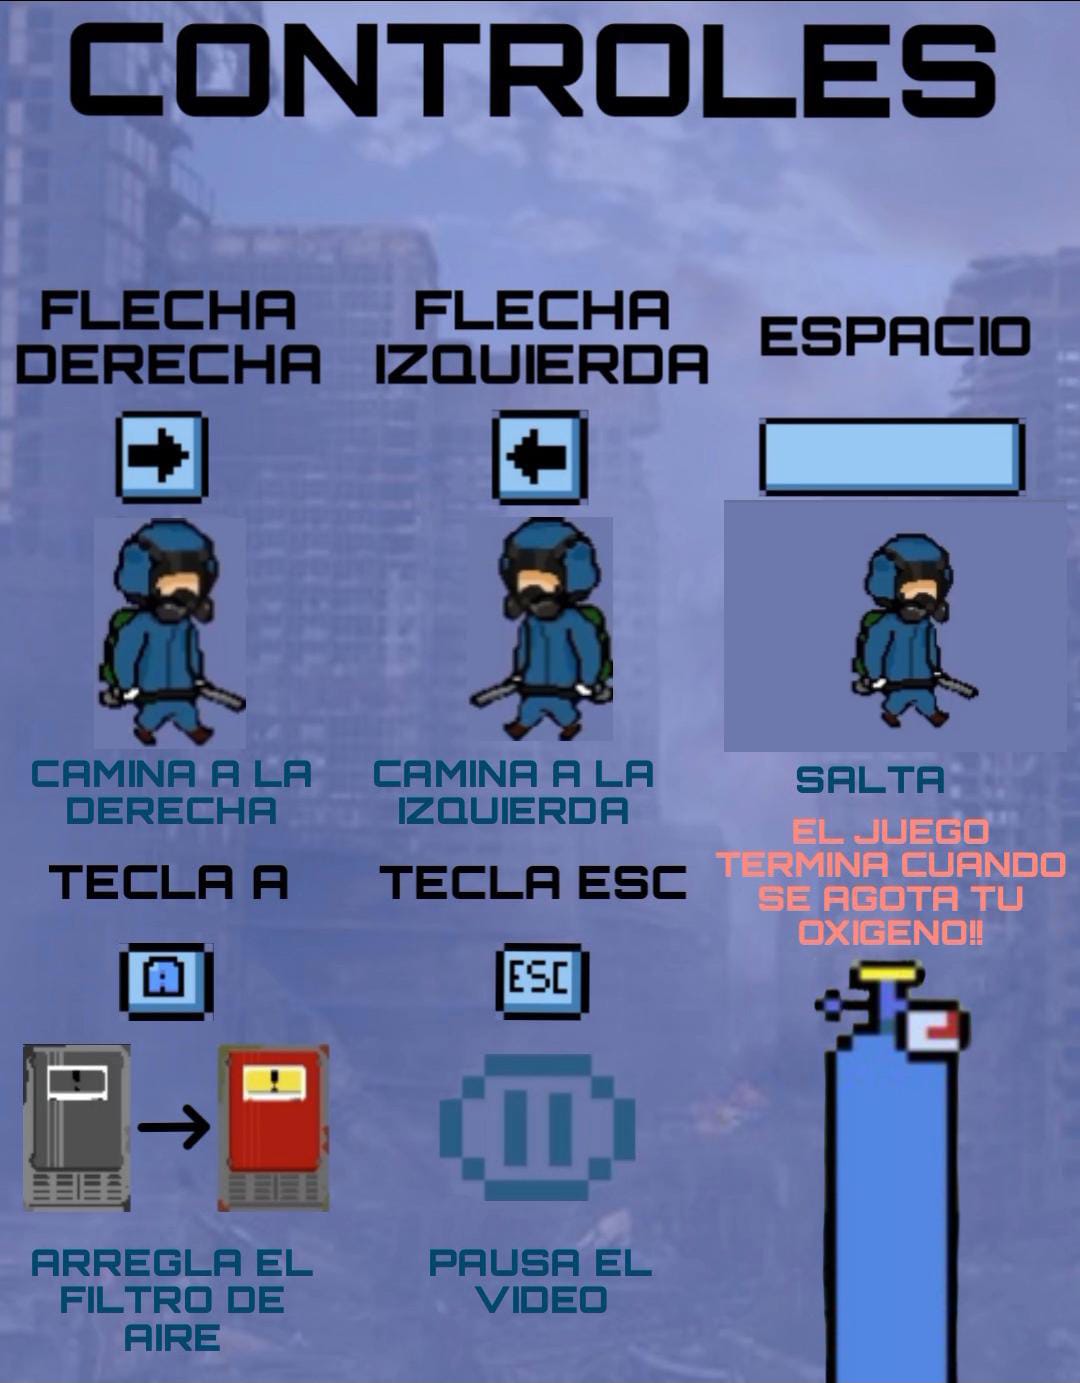 CONTROLES
FLECHA
DERECHA
FLECHA
IZQUIERDA
ESPACIO
CAMINA A LA
DERECHA
CAMINA A LA
IZQUIERDA
SALTA
EL JUEGO
TERMINA CUANDO
SE AGOTA TU
OXIGENO!!
TECLA A
TECLA ESC
A
ESC
!
!
ARREGLA EL
FILTRO DE
AIRE
PAUSA EL
VIDEO